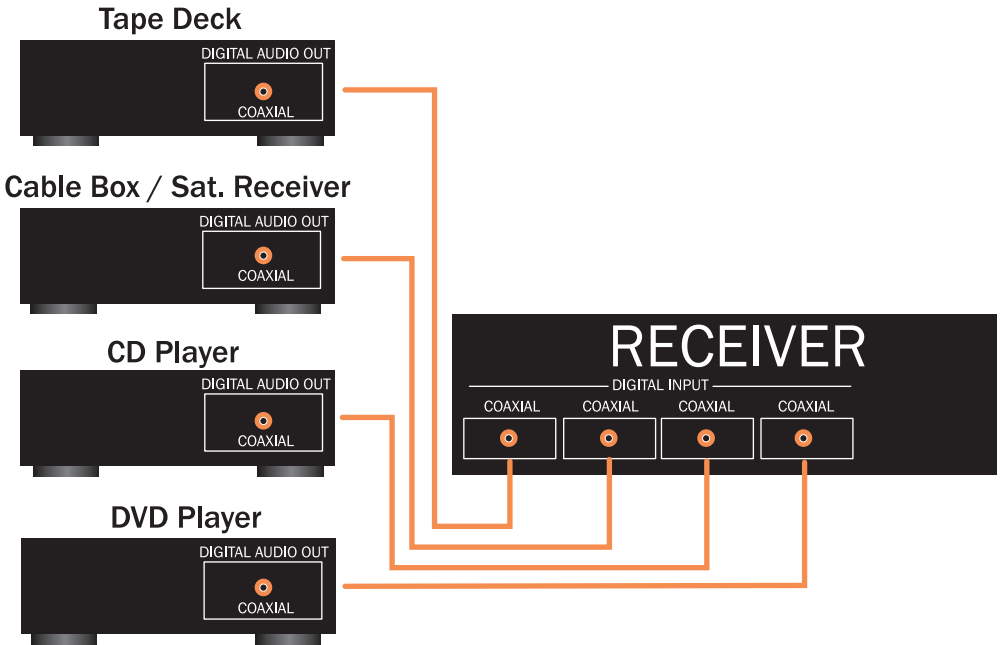 Tape Deck
DIGITAL AUDIO OUT
COAXIAL
Cable Box / Sat. Receiver
DIGITAL AUDIO OUT
COAXIAL
CD Player
DIGITAL AUDIO OUT
COAXIAL
DVD Player
DIGITAL AUDIO OUT
COAXIAL
RECEIVER
DIGITAL INPUT
COAXIAL COAXIAL COAXIAL COAXIAL